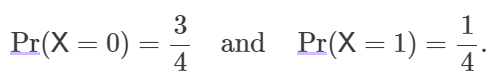 Pr(X = 0) = 3/4 and Pr(X = 1) = 1/4.